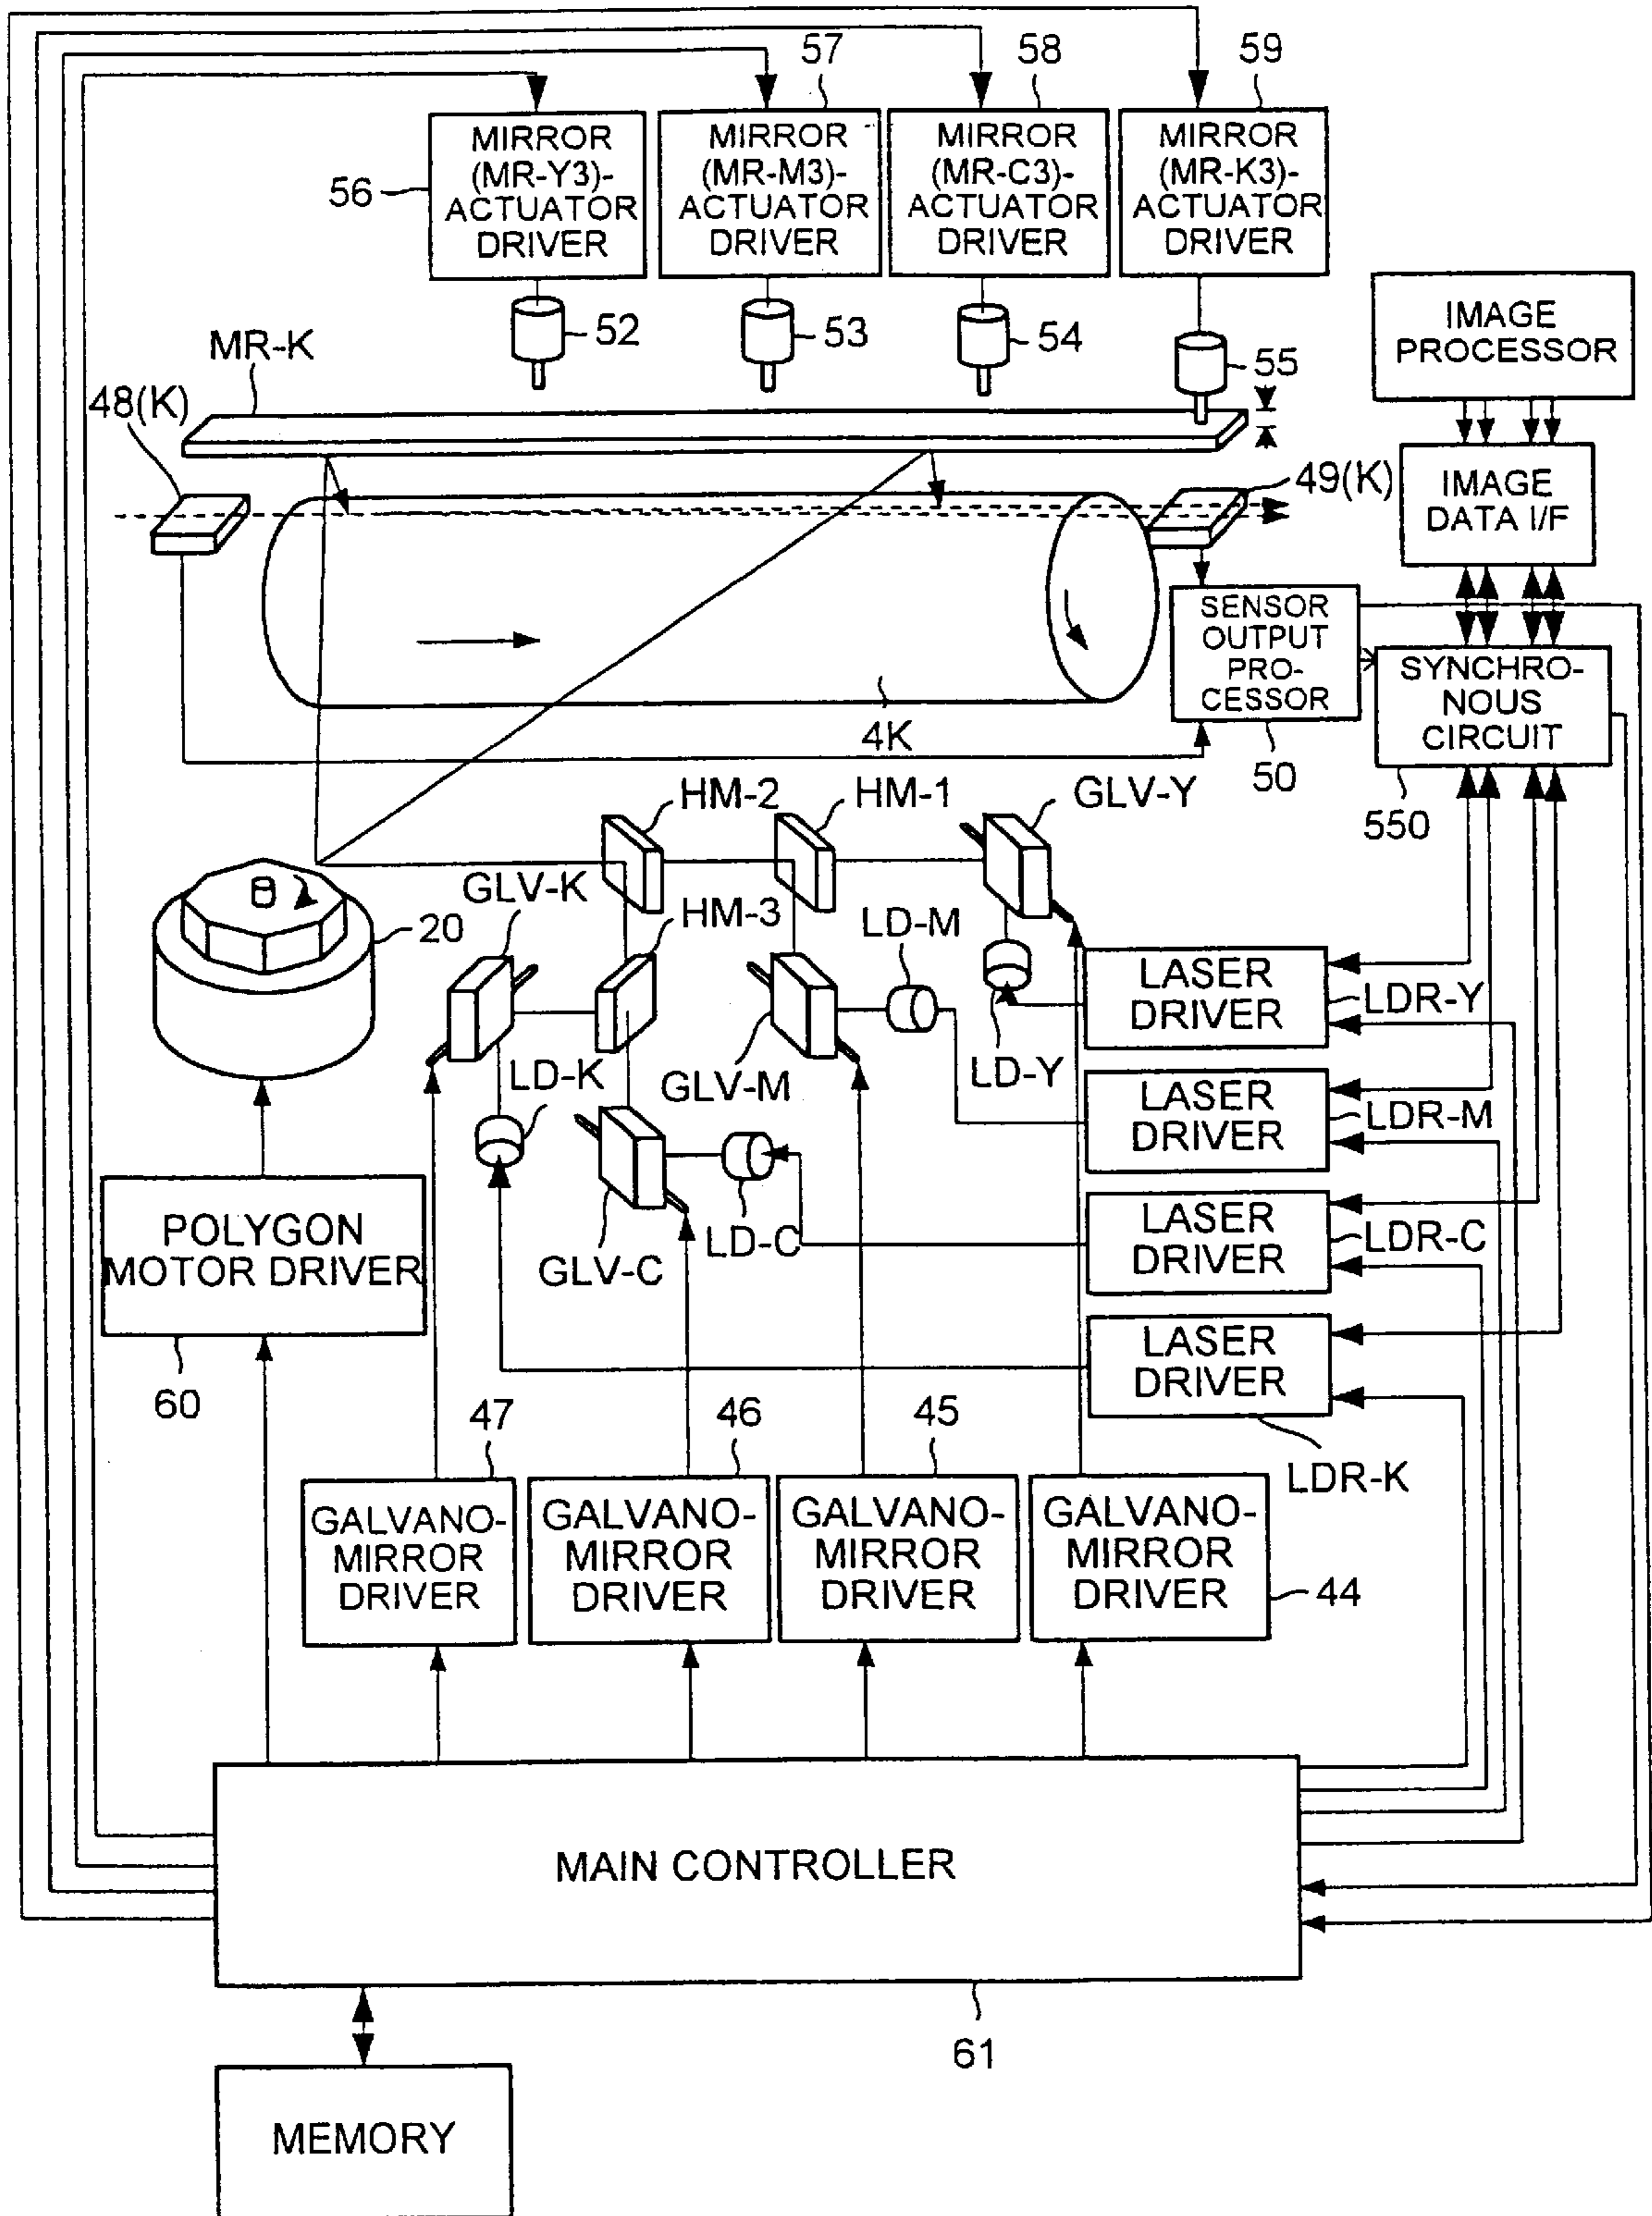 57
58
59
56
MIRROR
(MR-Y3)-
ACTUATOR
DRIVER
MIRROR
(MR-M3)-
ACTUATOR
DRIVER
MIRROR
(MR-C3)-
ACTUATOR
DRIVER
MIRROR
(MR-K3)-
ACTUATOR
DRIVER
52
53
54
55
IMAGE
PROCESSOR
MR-K
48(K)
49(K)
IMAGE
DATA I/F
SENSOR
OUTPUT
PRO-
CESSOR
SYNCHRO-
NOUS
CIRCUIT
4K
50
550
HM-2
HM-1
GLV-Y
GLV-K
HM-3
LD-M
20
LASER
DRIVER
LDR-Y
LD-K
GLV-M
LD-Y
LASER
DRIVER
LDR-M
POLYGON
MOTOR DRIVER
GLV-C
LD-C
LASER
DRIVER
LDR-C
LASER
DRIVER
60
47
46
45
LDR-K
GALVANO-
MIRROR
DRIVER
GALVANO-
MIRROR
DRIVER
GALVANO-
MIRROR
DRIVER
GALVANO-
MIRROR
DRIVER
44
MAIN CONTROLLER
61
MEMORY